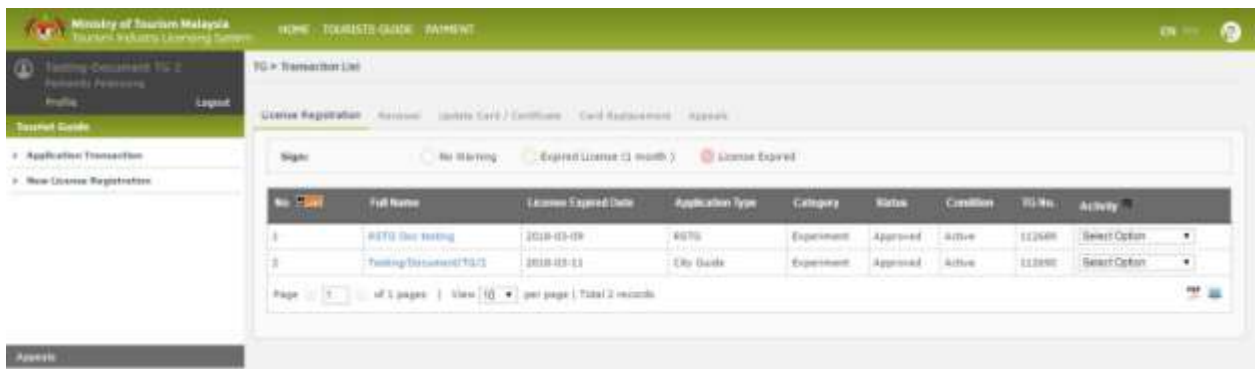 Ministry of Tourism Malaysia
Tourism Industry Licensing System
HOME TOURISTS GUIDE PAYMENT
EN
Testing Document TG 2
Profile Logout
TG > Transaction List
Tourist Guide
License Registration Renewal Update Card / Certificate Card Replacement Appeals
Application Transaction
New License Registration
Sign: No Warning Expired License (1 month ) License Expired
No Full Name License Expired Date Application Type Category Status Condition TG No. Activity
1 RSTG Doc testing 2018-03-09 RSTG Experiment Approved Active Select Option
2 Testing/Document/TG/2 2018-03-11 City Guide Experiment Approved Active Select Option
Page 1 of 1 pages | View 10 per page | Total 2 records
Appeals